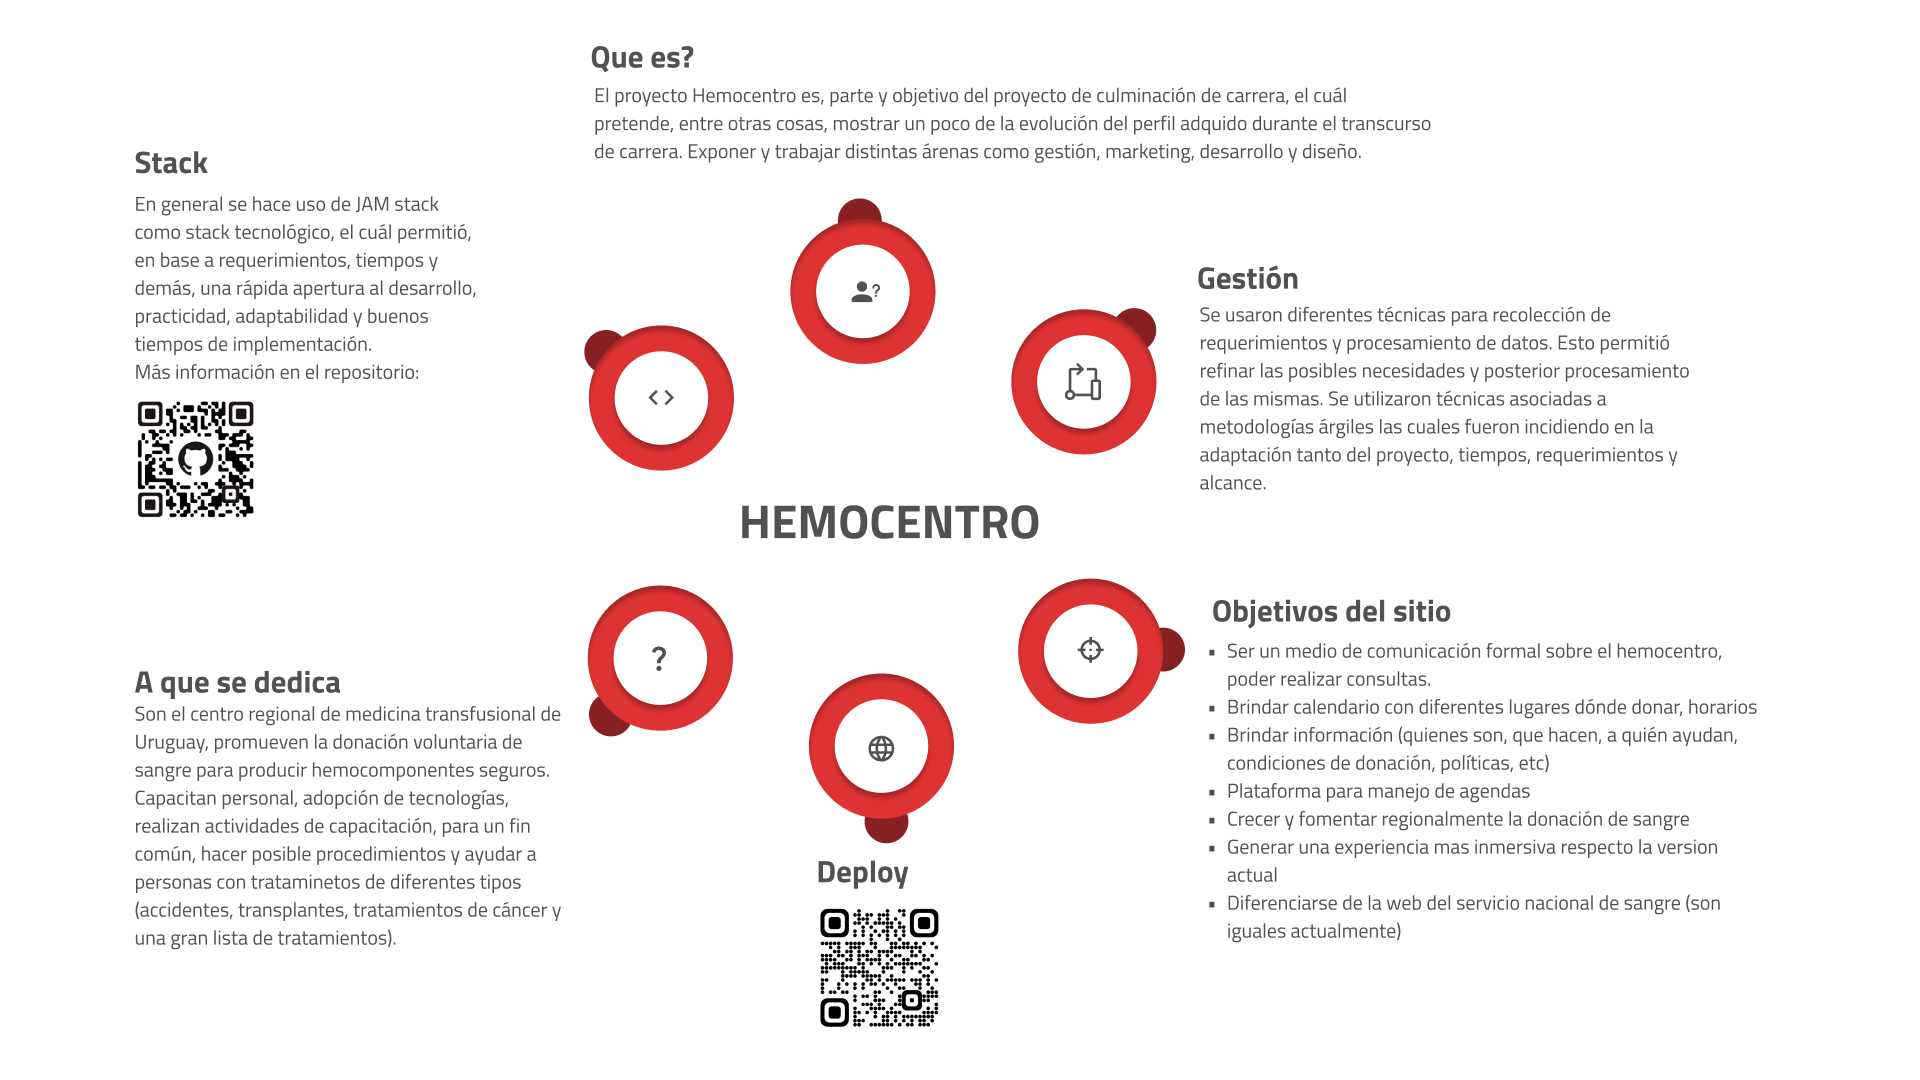 Que es?
El proyecto Hemocentro es, parte y objetivo del proyecto de culminación de carrera, el cuál
pretende, entre otras cosas, mostrar un poco de la evolución del perfil adquido durante el transcurso
de carrera. Exponer y trabajar distintas árenas como gestión, marketing, desarrollo y diseño.
Stack
En general se hace uso de JAM stack
como stack tecnológico, el cuál permitió,
en base a requerimientos, tiempos y
demás, una rápida apertura al desarrollo,
practicidad, adaptabilidad y buenos
tiempos de implementación.
Más información en el repositorio:
Gestión
Se usaron diferentes técnicas para recolección de
requerimientos y procesamiento de datos. Esto permitió
refinar las posibles necesidades y posterior procesamiento
de las mismas. Se utilizaron técnicas asociadas a
metodologías árgiles las cuales fueron incidiendo en la
adaptación tanto del proyecto, tiempos, requerimientos y
alcance.
HEMOCENTRO
?
A que se dedica
Son el centro regional de medicina transfusional de
Uruguay, promueven la donación voluntaria de
sangre para producir hemocomponentes seguros.
Capacitan personal, adopción de tecnologías,
realizan actividades de capacitación, para un fin
común, hacer posible procedimientos y ayudar a
personas con trataminetos de diferentes tipos
(accidentes, transplantes, tratamientos de cáncer y
una gran lista de tratamientos).
Objetivos del sitio
▪ Ser un medio de comunicación formal sobre el hemocentro,
poder realizar consultas.
▪ Brindar calendario con diferentes lugares dónde donar, horarios
▪ Brindar información (quienes son, que hacen, a quién ayudan,
condiciones de donación, políticas, etc)
▪ Plataforma para manejo de agendas
▪ Crecer y fomentar regionalmente la donación de sangre
▪ Generar una experiencia mas inmersiva respecto la version
actual
▪ Diferenciarse de la web del servicio nacional de sangre (son
iguales actualmente)
Deploy